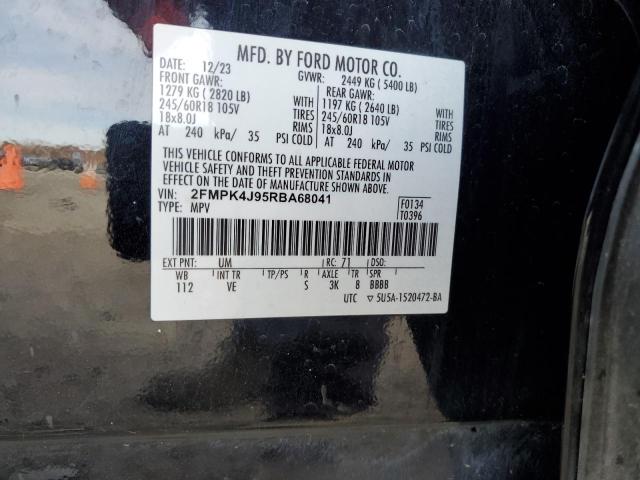 MFD. BY FORD MOTOR CO.
DATE: 12/23 GVWR: 2449 KG ( 5400 LB)
FRONT GAWR: REAR GAWR:
1279 KG ( 2820 LB) 1197 KG ( 2640 LB)
245/60R18 105V WITH TIRES 245/60R18 105V WITH TIRES
18x8.0J RIMS 18x8.0J RIMS
AT 240 kPa/ 35 PSI COLD AT 240 kPa/ 35 PSI COLD
THIS VEHICLE CONFORMS TO ALL APPLICABLE FEDERAL MOTOR
VEHICLE SAFETY AND THEFT PREVENTION STANDARDS IN
EFFECT ON THE DATE OF MANUFACTURE SHOWN ABOVE.
VIN: 2FMPK4J95RBA68041 F0134
TYPE: MPV T0396
EXT PNT: UM RC: 71 DSO:
WB INT TR TP/PS R AXLE TR SPR
112 VE S 3K 8 BBBB
UTC ▽ 5U5A-1520472-BA